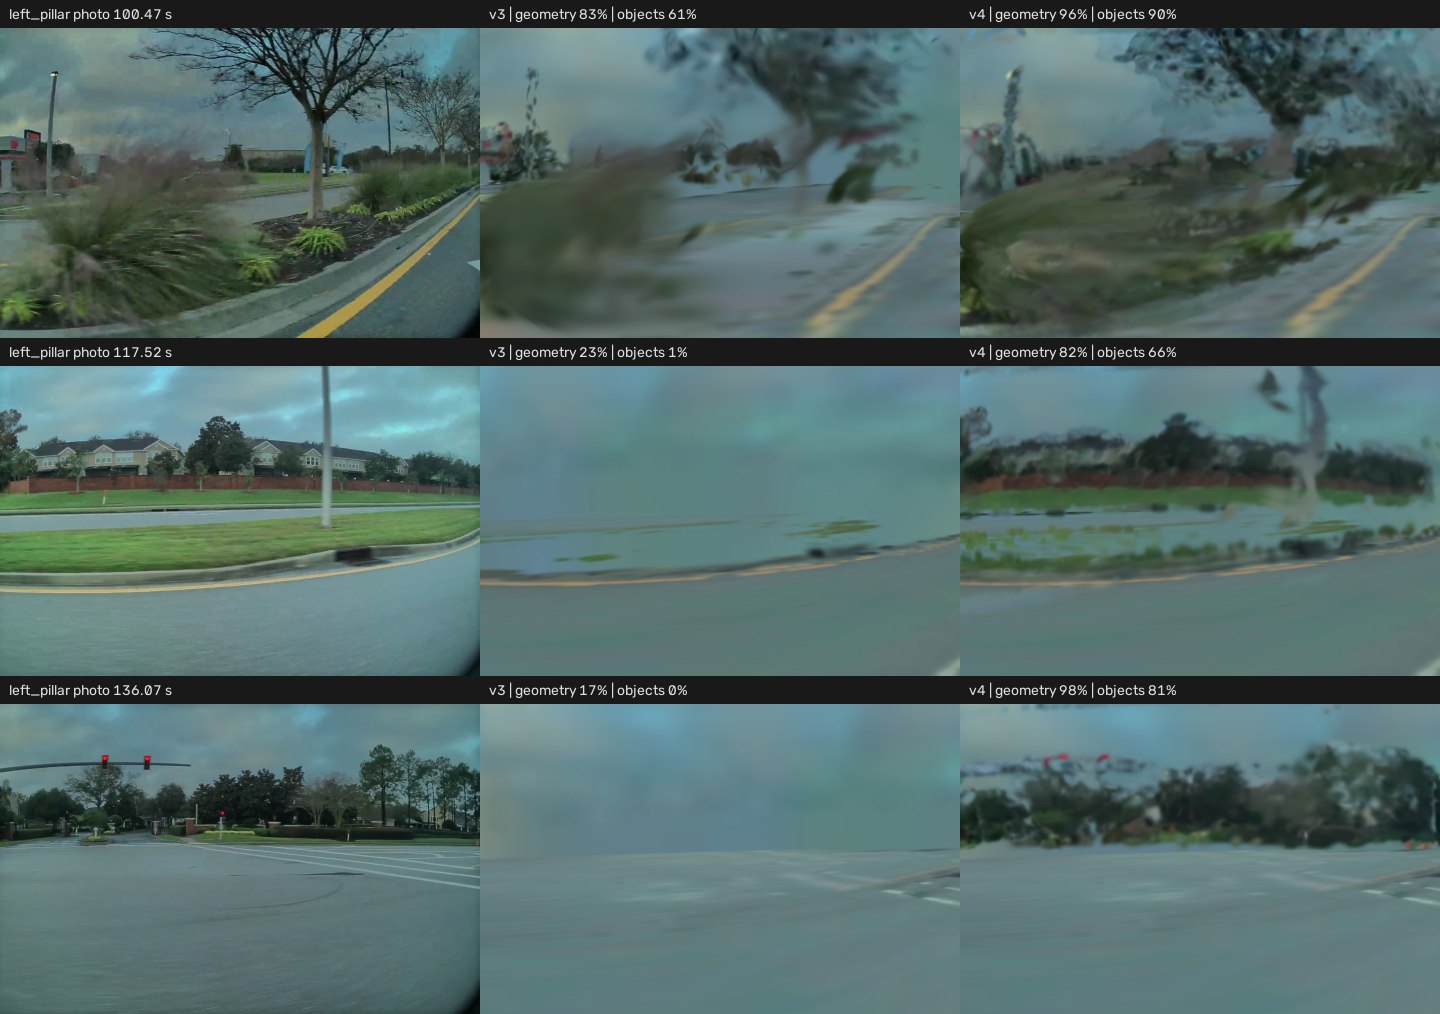 left_pillar 100.47 s
v3 | geometry 83% | objects 61%
v4 | geometry 96% | objects 90%
left_pillar photo 117.52 s
v3 | geometry 23% | objects 1%
v4 | geometry 82% | objects 66%
left_pillar photo 136.07 s
v3 | geometry 17% | objects 0%
v4 | geometry 98% | objects 81%